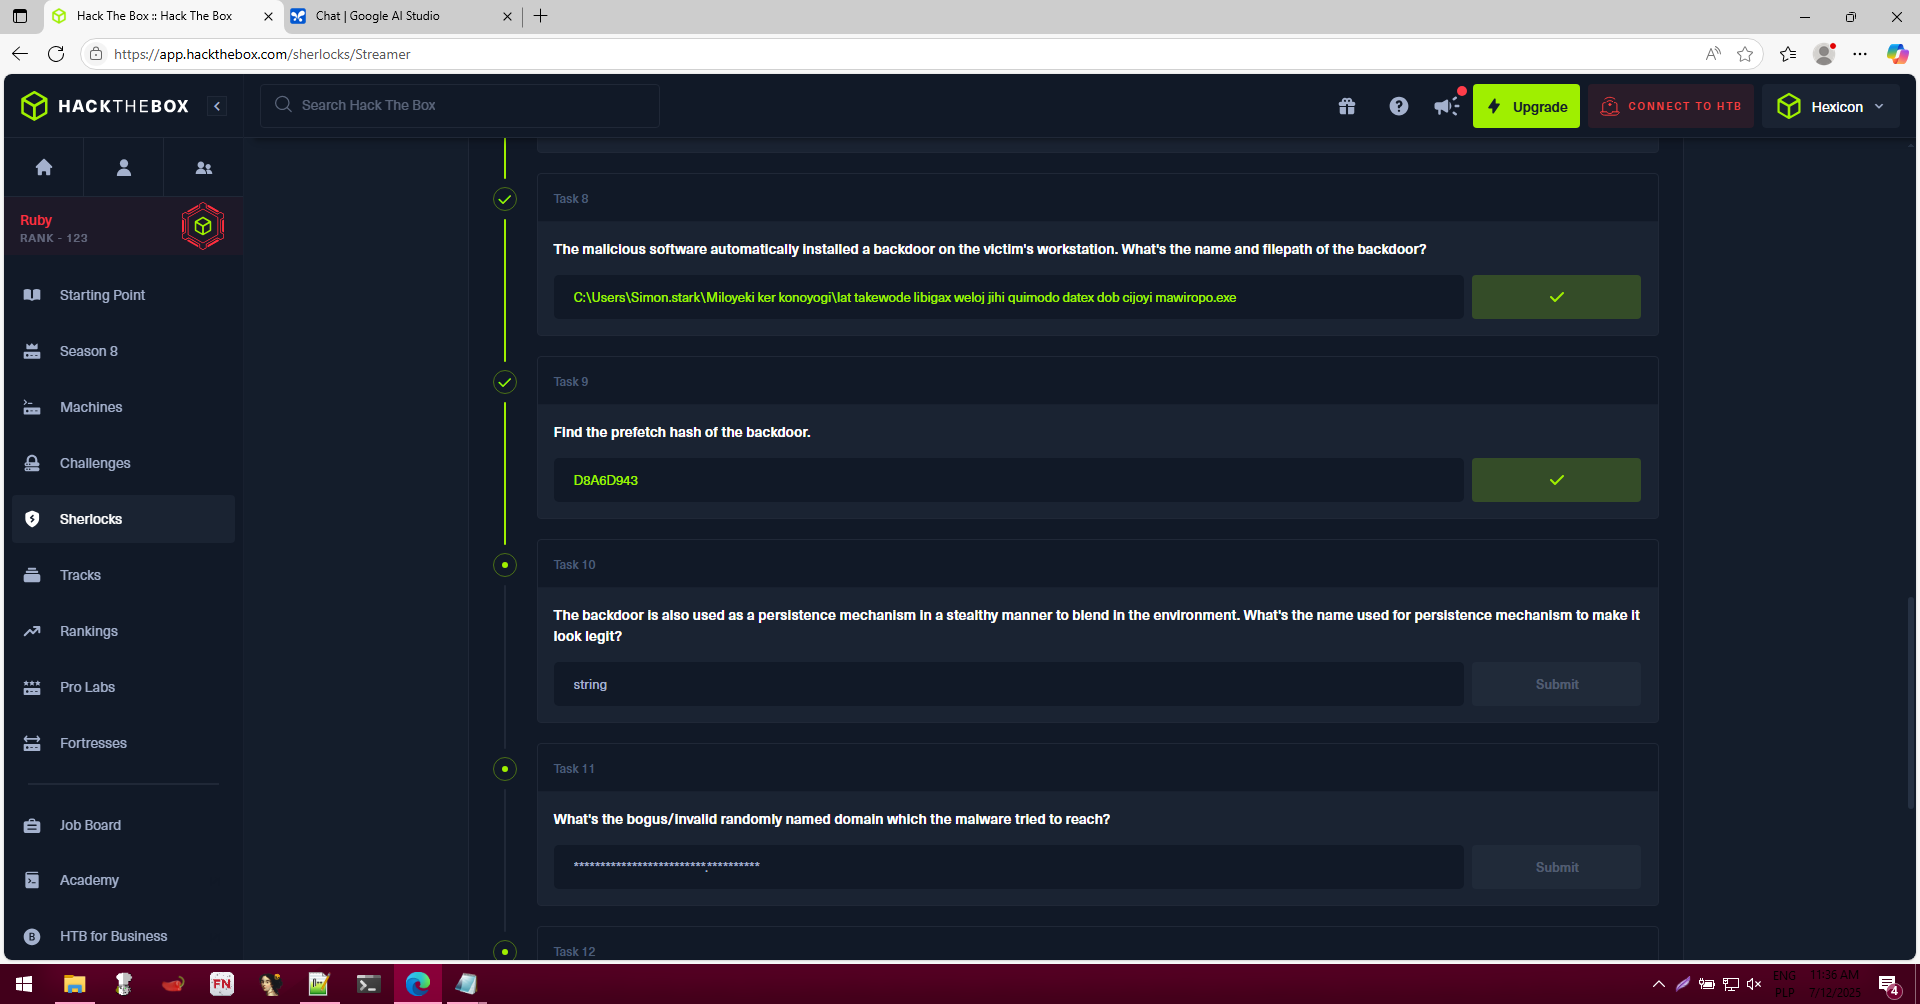 Hack The Box :: Hack The Box
Chat | Google AI Studio
https://app.hackthebox.com/sherlocks/Streamer
HACKTHEBOX
Search Hack The Box
Upgrade
CONNECT TO HTB
Hexicon
Ruby
RANK - 123
Starting Point
Season 8
Machines
Challenges
Sherlocks
Tracks
Rankings
Pro Labs
Fortresses
Job Board
Academy
HTB for Business
Task 8
The malicious software automatically installed a backdoor on the victim's workstation. What's the name and filepath of the backdoor?
C:\Users\Simon.stark\Miloyeki ker konoyogi\lat takewode libigax weloj jihi quimodo datex dob cijoyi mawiropo.exe
Task 9
Find the prefetch hash of the backdoor.
D8A6D943
Task 10
The backdoor is also used as a persistence mechanism in a stealthy manner to blend in the environment. What's the name used for persistence mechanism to make it
look legit?
string
Submit
Task 11
What's the bogus/invalid randomly named domain which the malware tried to reach?
*************************.********************
Submit
Task 12
FN
ENG
PLP
11:36 AM
7/12/2025
4